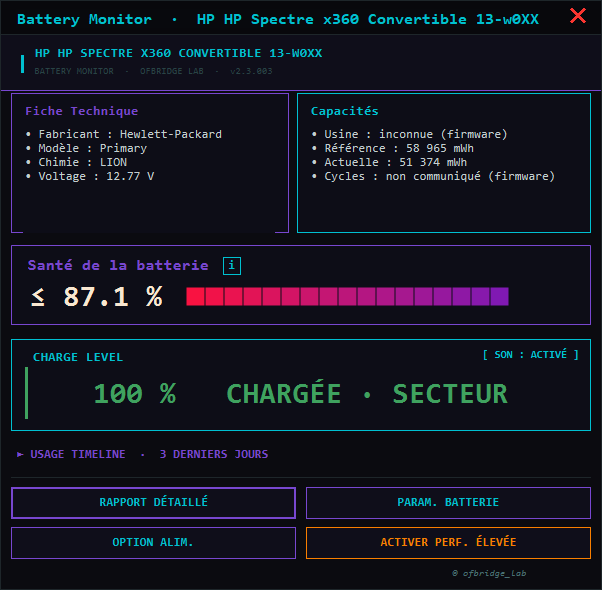 Battery Monitor · HP HP Spectre x360 Convertible 13-w0XX
HP HP SPECTRE X360 CONVERTIBLE 13-W0XX
BATTERY MONITOR · OFBRIDGE LAB · v2.3.003
Fiche Technique
• Fabricant : Hewlett-Packard
• Modèle : Primary
• Chimie : LION
• Voltage : 12.77 V
Capacités
• Usine : inconnue (firmware)
• Référence : 58 965 mWh
• Actuelle : 51 374 mWh
• Cycles : non communiqué (firmware)
Santé de la batterie i
≤ 87.1 %
CHARGE LEVEL
[ SON : ACTIVÉ ]
100 % CHARGÉE · SECTEUR
► USAGE TIMELINE · 3 DERNIERS JOURS
RAPPORT DÉTAILLÉ
PARAM. BATTERIE
OPTION ALIM.
ACTIVER PERF. ÉLEVÉE
© ofbridge_lab